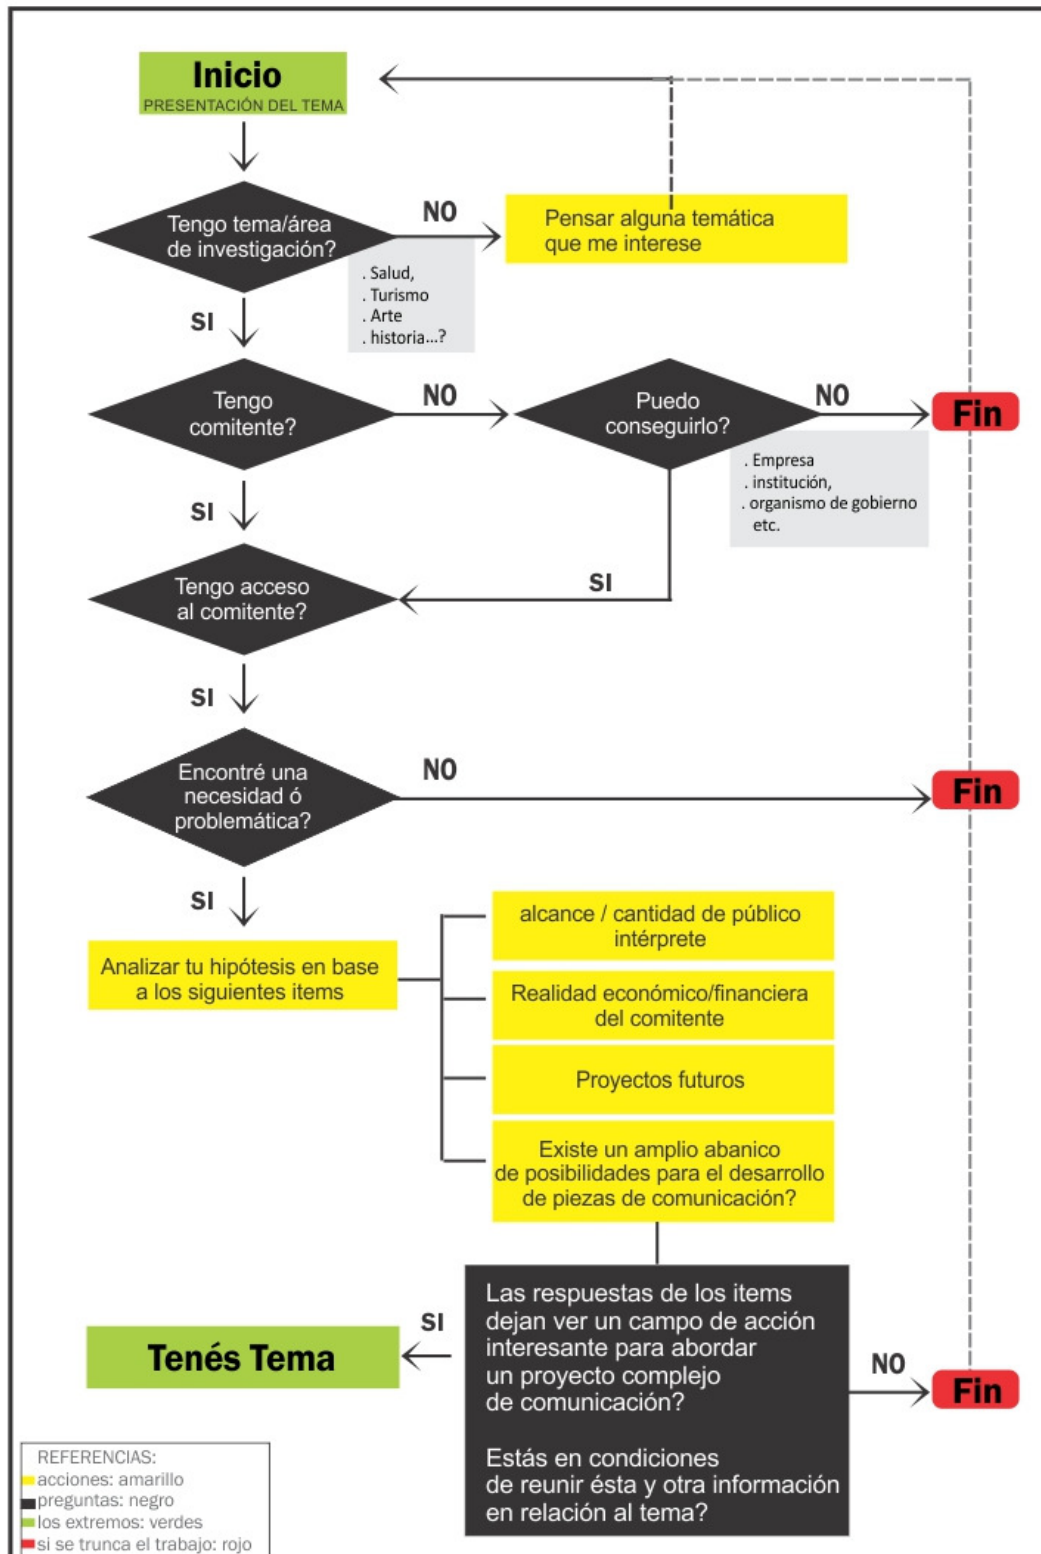 Inicio
PRESENTACIÓN DEL TEMA
Tengo tema/área
de investigación?
NO
Pensar alguna temática
que me interese
. Salud,
. Turismo
. Arte
. historia...?
SI
Tengo
comitente?
NO
Puedo
conseguirlo?
NO
Fin
. Empresa
. institución,
. organismo de gobierno
etc.
SI
SI
Tengo acceso
al comitente?
SI
Encontré una
necesidad ó
problemática?
NO
Fin
SI
Analizar tu hipótesis en base
a los siguientes items
alcance / cantidad de público
intérprete
Realidad económico/financiera
del comitente
Proyectos futuros
Existe un amplio abanico
de posibilidades para el desarrollo
de piezas de comunicación?
Las respuestas de los items
dejan ver un campo de acción
interesante para abordar
un proyecto complejo
de comunicación?
Estás en condiciones
de reunir ésta y otra información
en relación al tema?
SI
Tenés Tema
NO
Fin
REFERENCIAS:
acciones: amarillo
preguntas: negro
los extremos: verdes
si se trunca el trabajo: rojo